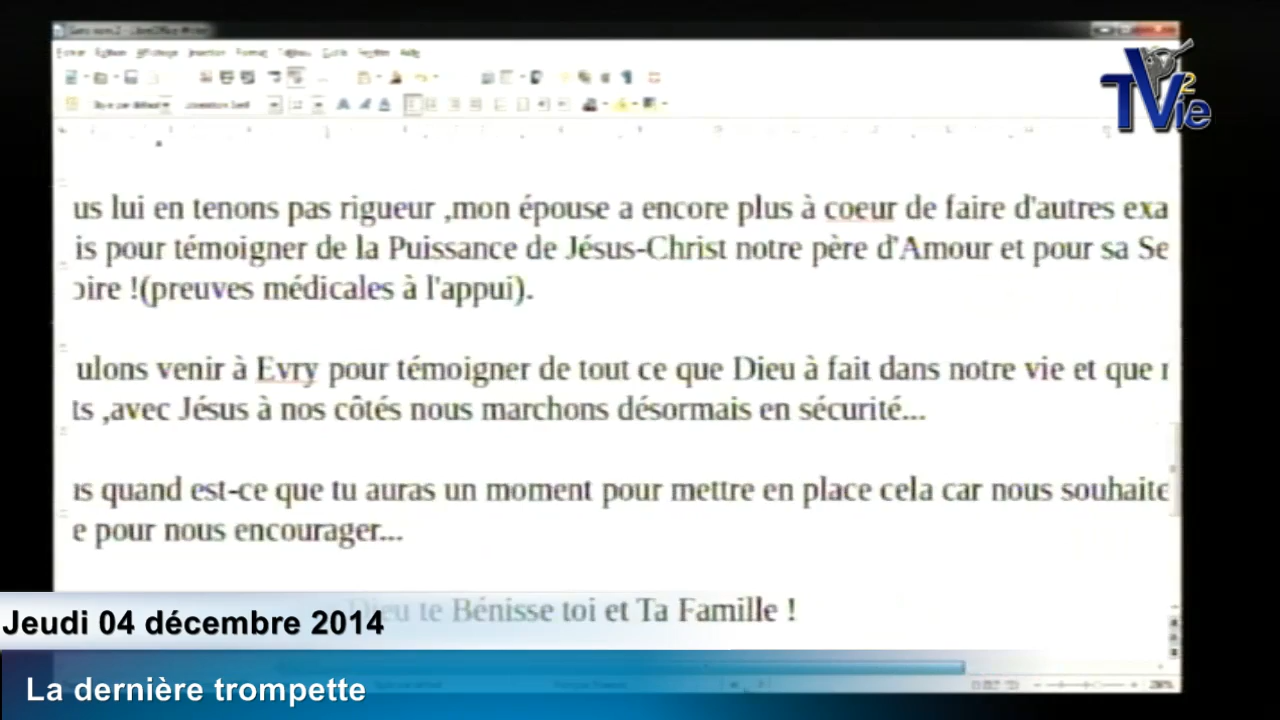 TV2Vie
us lui en tenons pas rigueur ,mon épouse a encore plus à coeur de faire d'autres exa
is pour témoigner de la Puissance de Jésus-Christ notre père d'Amour et pour sa Se
oire !(preuves médicales à l'appui).
ulons venir à Evry pour témoigner de tout ce que Dieu à fait dans notre vie et que
ts ,avec Jésus à nos côtés nous marchons désormais en sécurité...
is quand est-ce que tu auras un moment pour mettre en place cela car nous souhaite
e pour nous encourager...
Dieu te Bénisse toi et Ta Famille !
Jeudi 04 décembre 2014
La dernière trompette